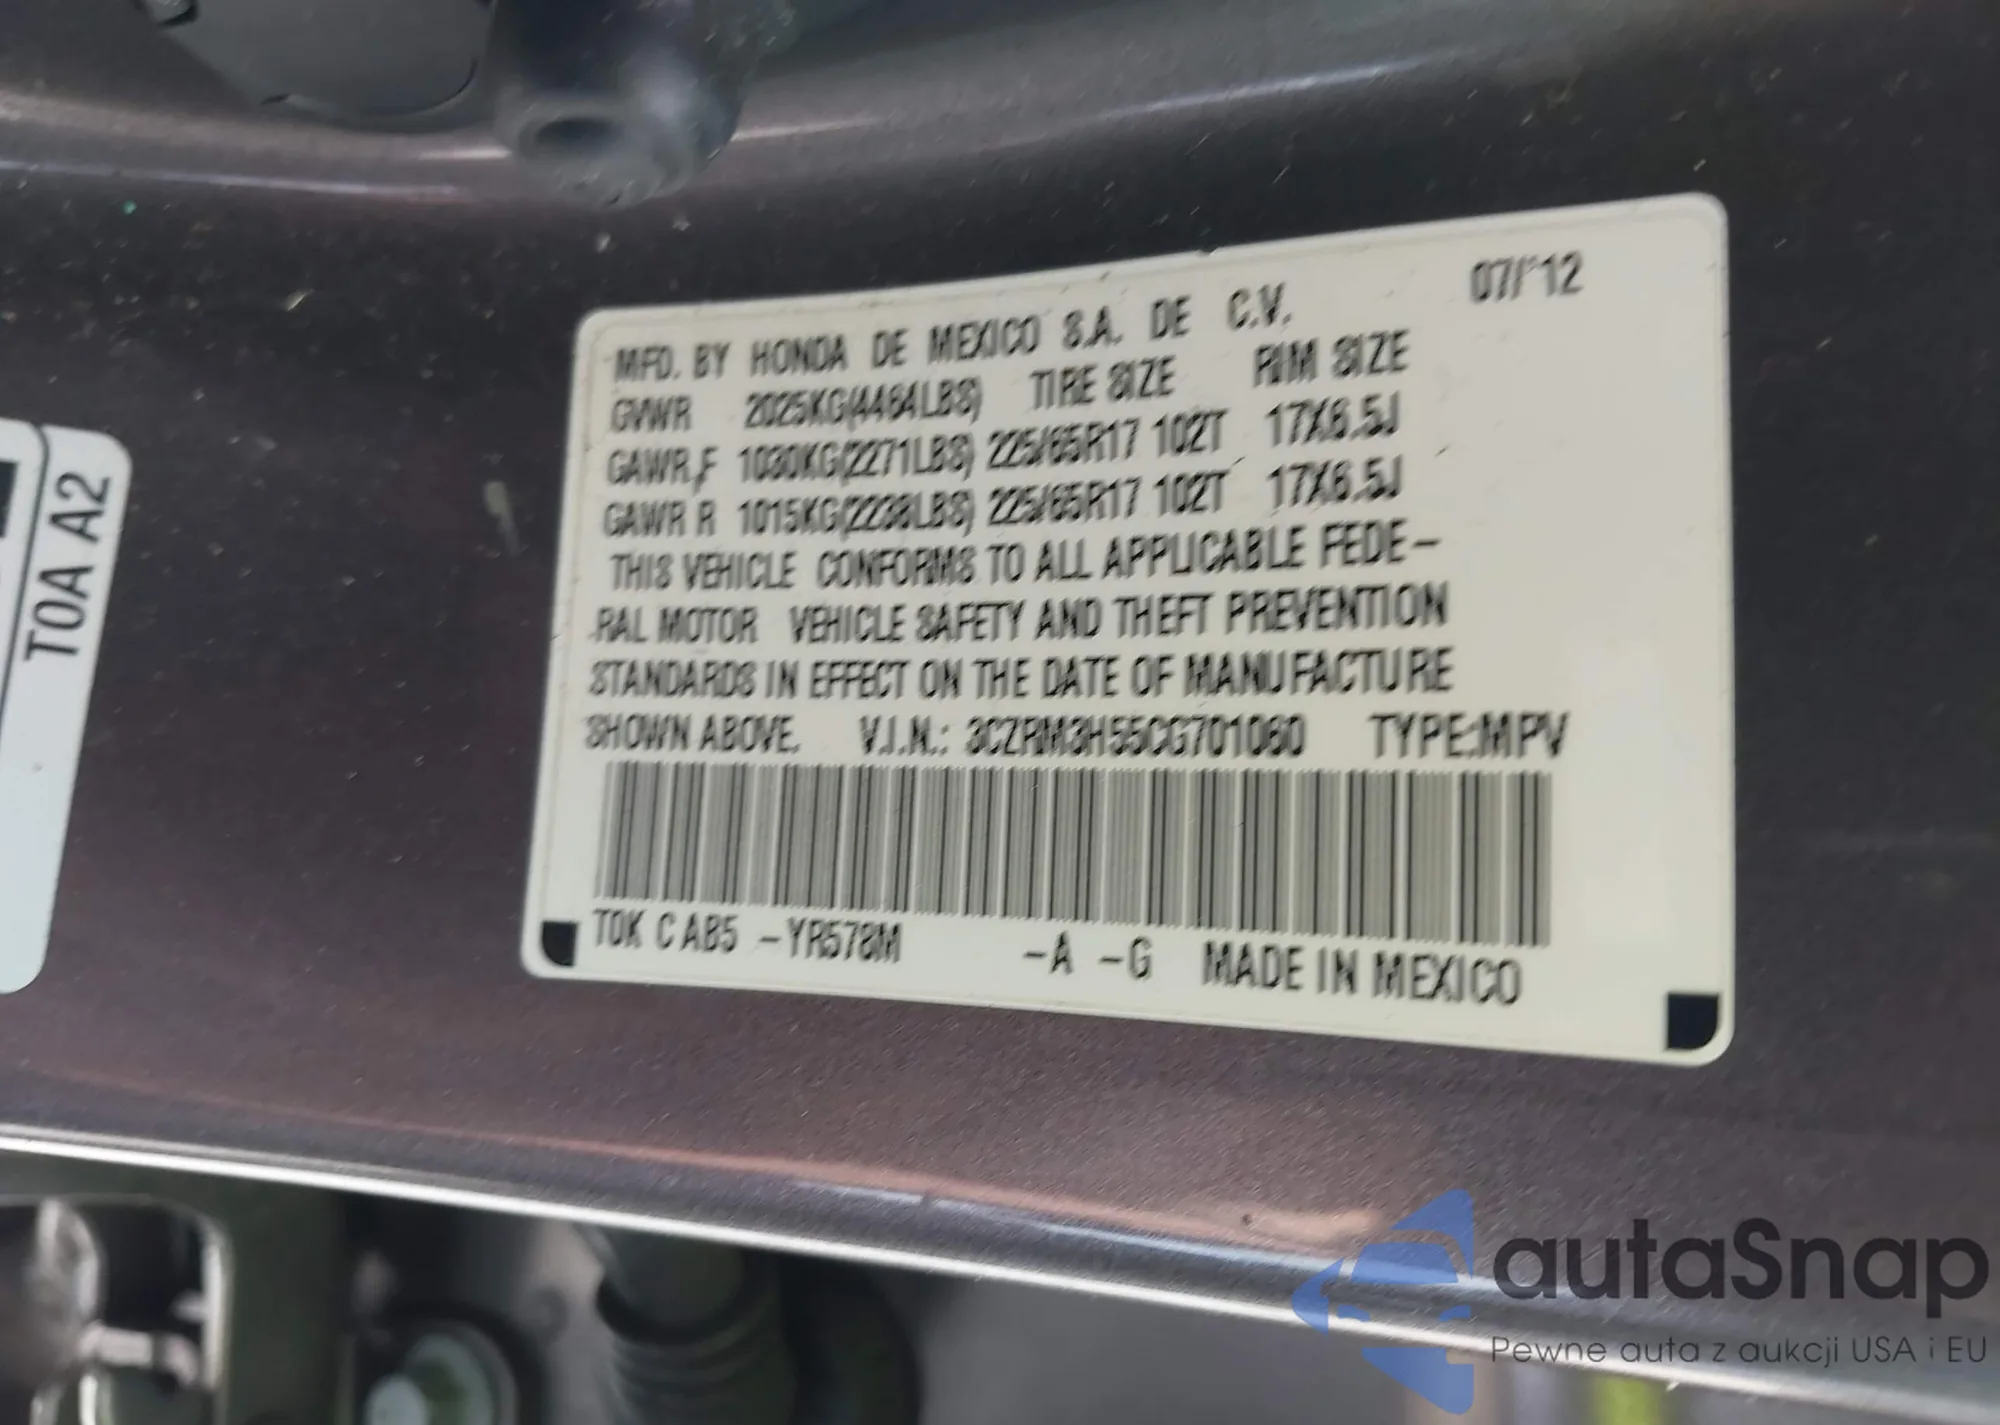 07/'12
MFD. BY HONDA DE MEXICO S.A. DE C.V.
GVWR 2025KG(4464LBS) TIRE SIZE RIM SIZE
GAWR F 1030KG(2271LBS) 225/65R17 102T 17X6.5J
GAWR R 1015KG(2238LBS) 225/65R17 102T 17X6.5J
THIS VEHICLE CONFORMS TO ALL APPLICABLE FEDE-
RAL MOTOR VEHICLE SAFETY AND THEFT PREVENTION
STANDARDS IN EFFECT ON THE DATE OF MANUFACTURE
SHOWN ABOVE. V.I.N.: 3CZRM3H55CG701060 TYPE:MPV
T0K C AB5 -YR578M -A -G MADE IN MEXICO
T0A A2
autaSnap
Pewne auta z aukcji USA i EU